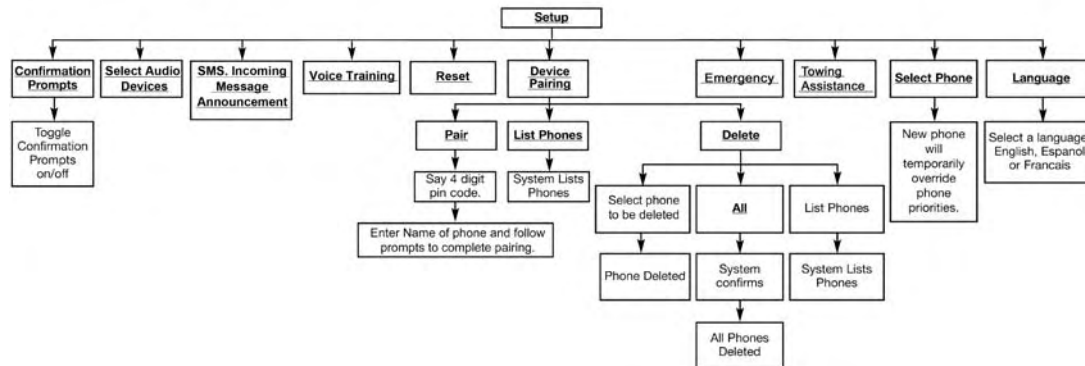 Setup
Confirmation
Prompts
Select Audio
Devices
SMS. Incoming
Message
Announcement
Voice Training
Reset
Device
Pairing
Emergency
Towing
Assistance
Select Phone
Language
Toggle
Confirmation
Prompts
on/off
Pair
List Phones
Delete
New phone
will
temporarily
override
phone
priorities.
Select a language
English, Espanol
or Francais
Say 4 digit
pin code.
System Lists
Phones
Select phone
to be deleted
All
List Phones
Enter Name of phone and follow
prompts to complete pairing.
Phone Deleted
System
confirms
System Lists
Phones
All Phones
Deleted